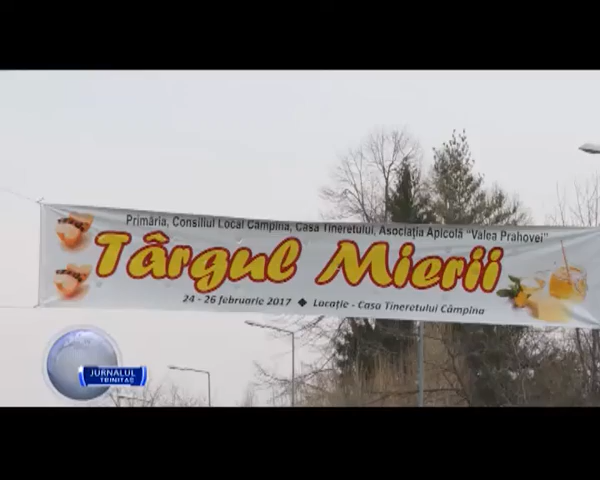 Primăria, Consiliul Local Câmpina, Casa Tineretului, Asociația Apicolă "Valea Prahovei"
Târgul Mierii
24 - 26 februarie 2017 ◆ Locație - Casa Tineretului Câmpina
JURNALUL
TRINITAS